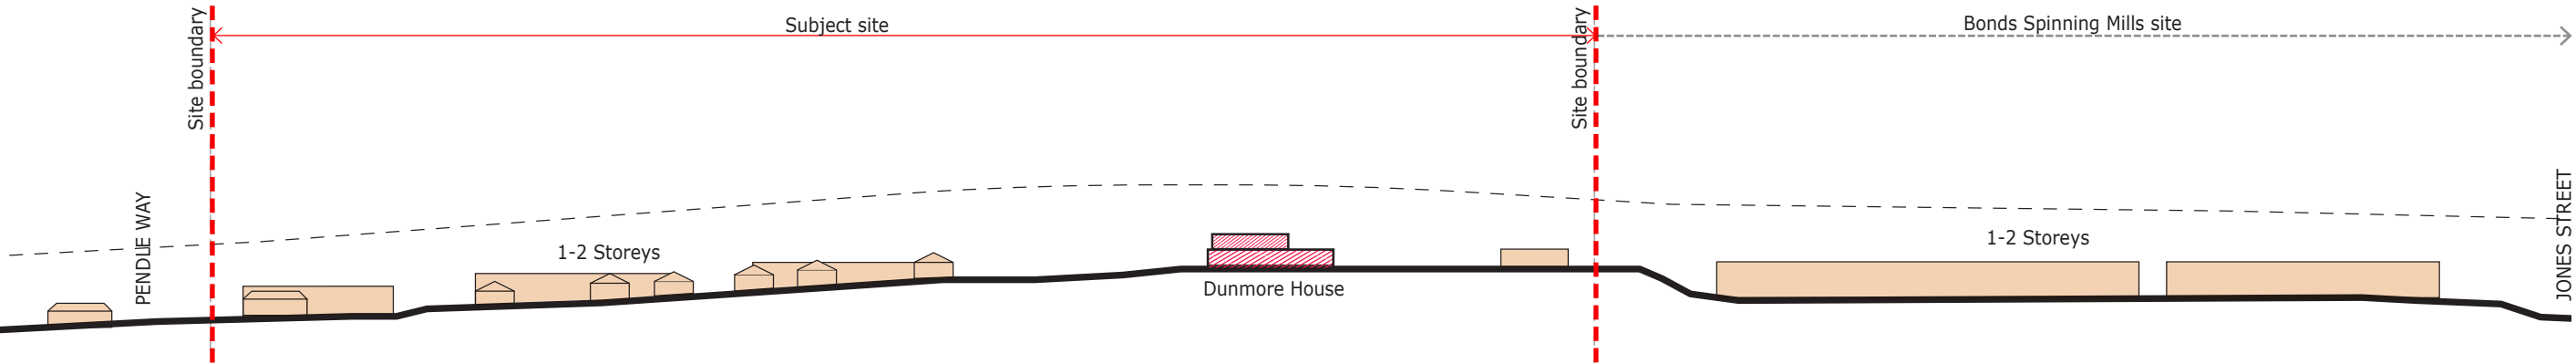 Site boundary
Subject site
Site boundary
Bonds Spinning Mills site
PENDLE WAY
1-2 Storeys
Dunmore House
1-2 Storeys
JONES STREET